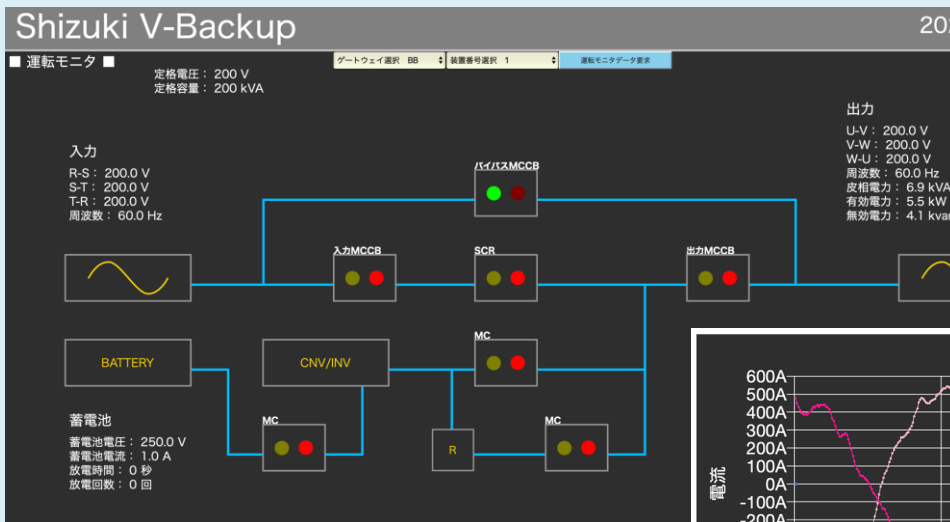 Shizuki V-Backup
■ 運転モニタ ■
ゲートウェイ選択 BB
装置番号選択 1
運転モニタデータ要求
定格電圧： 200 V
定格容量： 200 kVA
入力
R-S： 200.0 V
S-T： 200.0 V
T-R： 200.0 V
周波数： 60.0 Hz
出力
U-V： 200.0 V
V-W： 200.0 V
W-U： 200.0 V
周波数： 60.0 Hz
皮相電力： 6.9 kVA
有効電力： 5.5 kW
無効電力： 4.1 kvar
バイパスMCCB
入力MCCB
SCR
出力MCCB
BATTERY
CNV/INV
MC
MC
R
MC
蓄電池
蓄電池電圧： 250.0 V
蓄電池電流： 1.0 A
放電時間： 0 秒
放電回数： 0 回
電流
600A
500A
400A
300A
200A
100A
0A
-100A
-200A